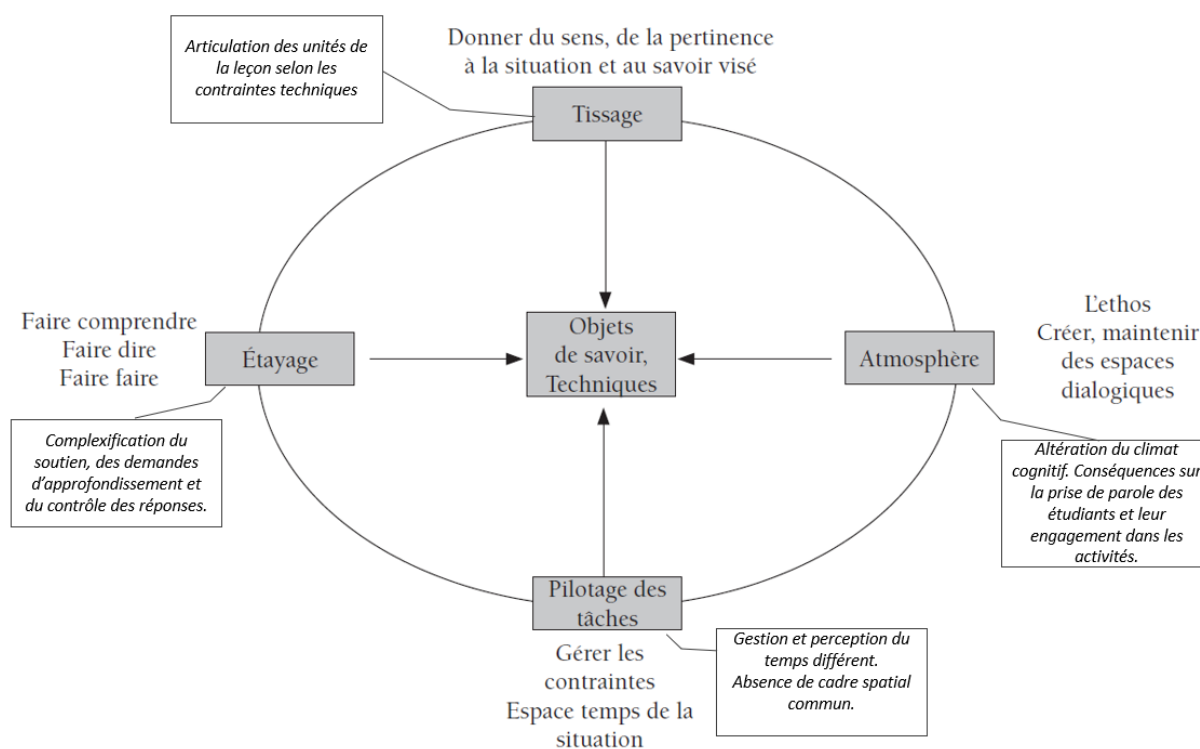 Articulation des unités de
la leçon selon les
contraintes techniques
Donner du sens, de la pertinence
à la situation et au savoir visé
Tissage
Faire comprendre
Faire dire
Faire faire
Étayage
Objets
de savoir,
Techniques
Atmosphère
L'ethos
Créer, maintenir
des espaces
dialogiques
Complexification du
soutien, des demandes
d'approfondissement et
du contrôle des réponses.
Altération du climat
cognitif. Conséquences sur
la prise de parole des
étudiants et leur
engagement dans les
activités.
Pilotage des
tâches
Gérer les
contraintes
Espace temps de la
situation
Gestion et perception du
temps différent.
Absence de cadre spatial
commun.